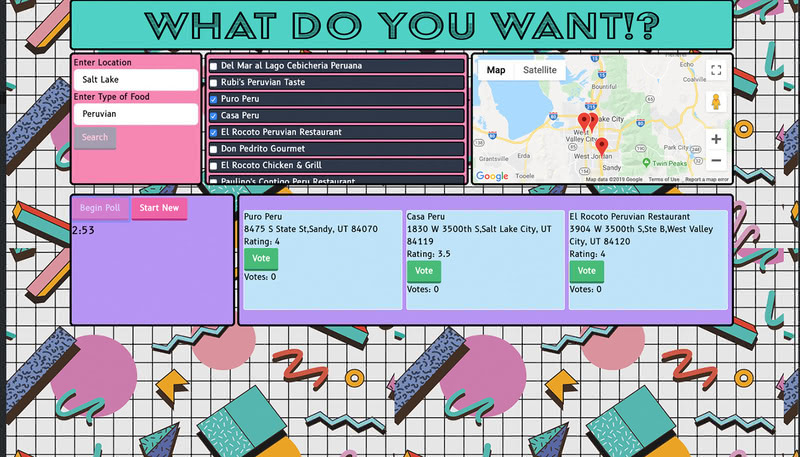 WHAT DO YOU WANT!?
Enter Location
Salt Lake
Enter Type of Food
Peruvian
Search
Del Mar al Lago Cebicheria Peruana
Rubi's Peruvian Taste
Puro Peru
Casa Peru
El Rocoto Peruvian Restaurant
Don Pedrito Gourmet
El Rocoto Chicken & Grill
Paulino's Contigo Peru Restaurant
Map
Satellite
Bountiful
Coalville
Lake City
West
Valley City
Park City
West Jordan
Sandy
Twin Peaks
Grantsville
Erda
Tooele
Google
Map data ©2019 Google
Terms of Use
Report a map error
Begin Poll
Start New
2:53
Puro Peru
8475 S State St,Sandy, UT 84070
Rating: 4
Vote
Votes: 0
Casa Peru
1830 W 3500th S,Salt Lake City, UT
84119
Rating: 3.5
Vote
Votes: 0
El Rocoto Peruvian Restaurant
3904 W 3500th S,Ste B,West Valley
City, UT 84120
Rating: 4
Vote
Votes: 0